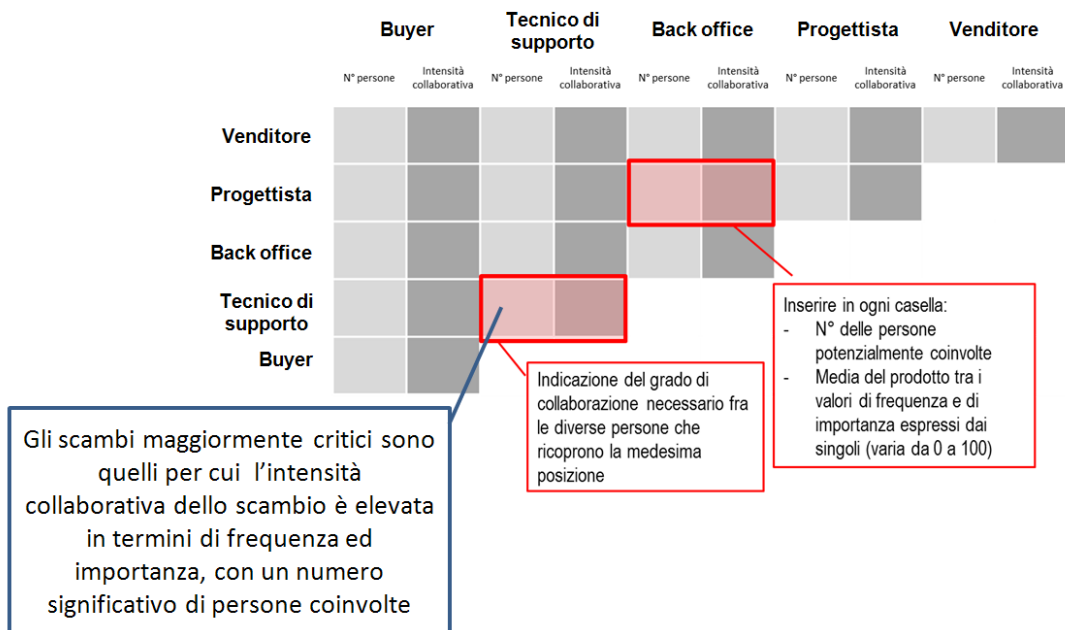 Buyer
Tecnico di
supporto
Back office
Progettista
Venditore
N° persone
Intensità
collaborativa
N° persone
Intensità
collaborativa
N° persone
Intensità
collaborativa
N° persone
Intensità
collaborativa
N° persone
Intensità
collaborativa
Venditore
Progettista
Back office
Tecnico di
supporto
Buyer
Inserire in ogni casella:
- N° delle persone
potenzialmente coinvolte
- Media del prodotto tra i
valori di frequenza e di
importanza espressi dai
singoli (varia da 0 a 100)
Indicazione del grado di
collaborazione necessario fra
le diverse persone che
ricoprono la medesima
posizione
Gli scambi maggiormente critici sono
quelli per cui l'intensità
collaborativa dello scambio è elevata
in termini di frequenza ed
importanza, con un numero
significativo di persone coinvolte